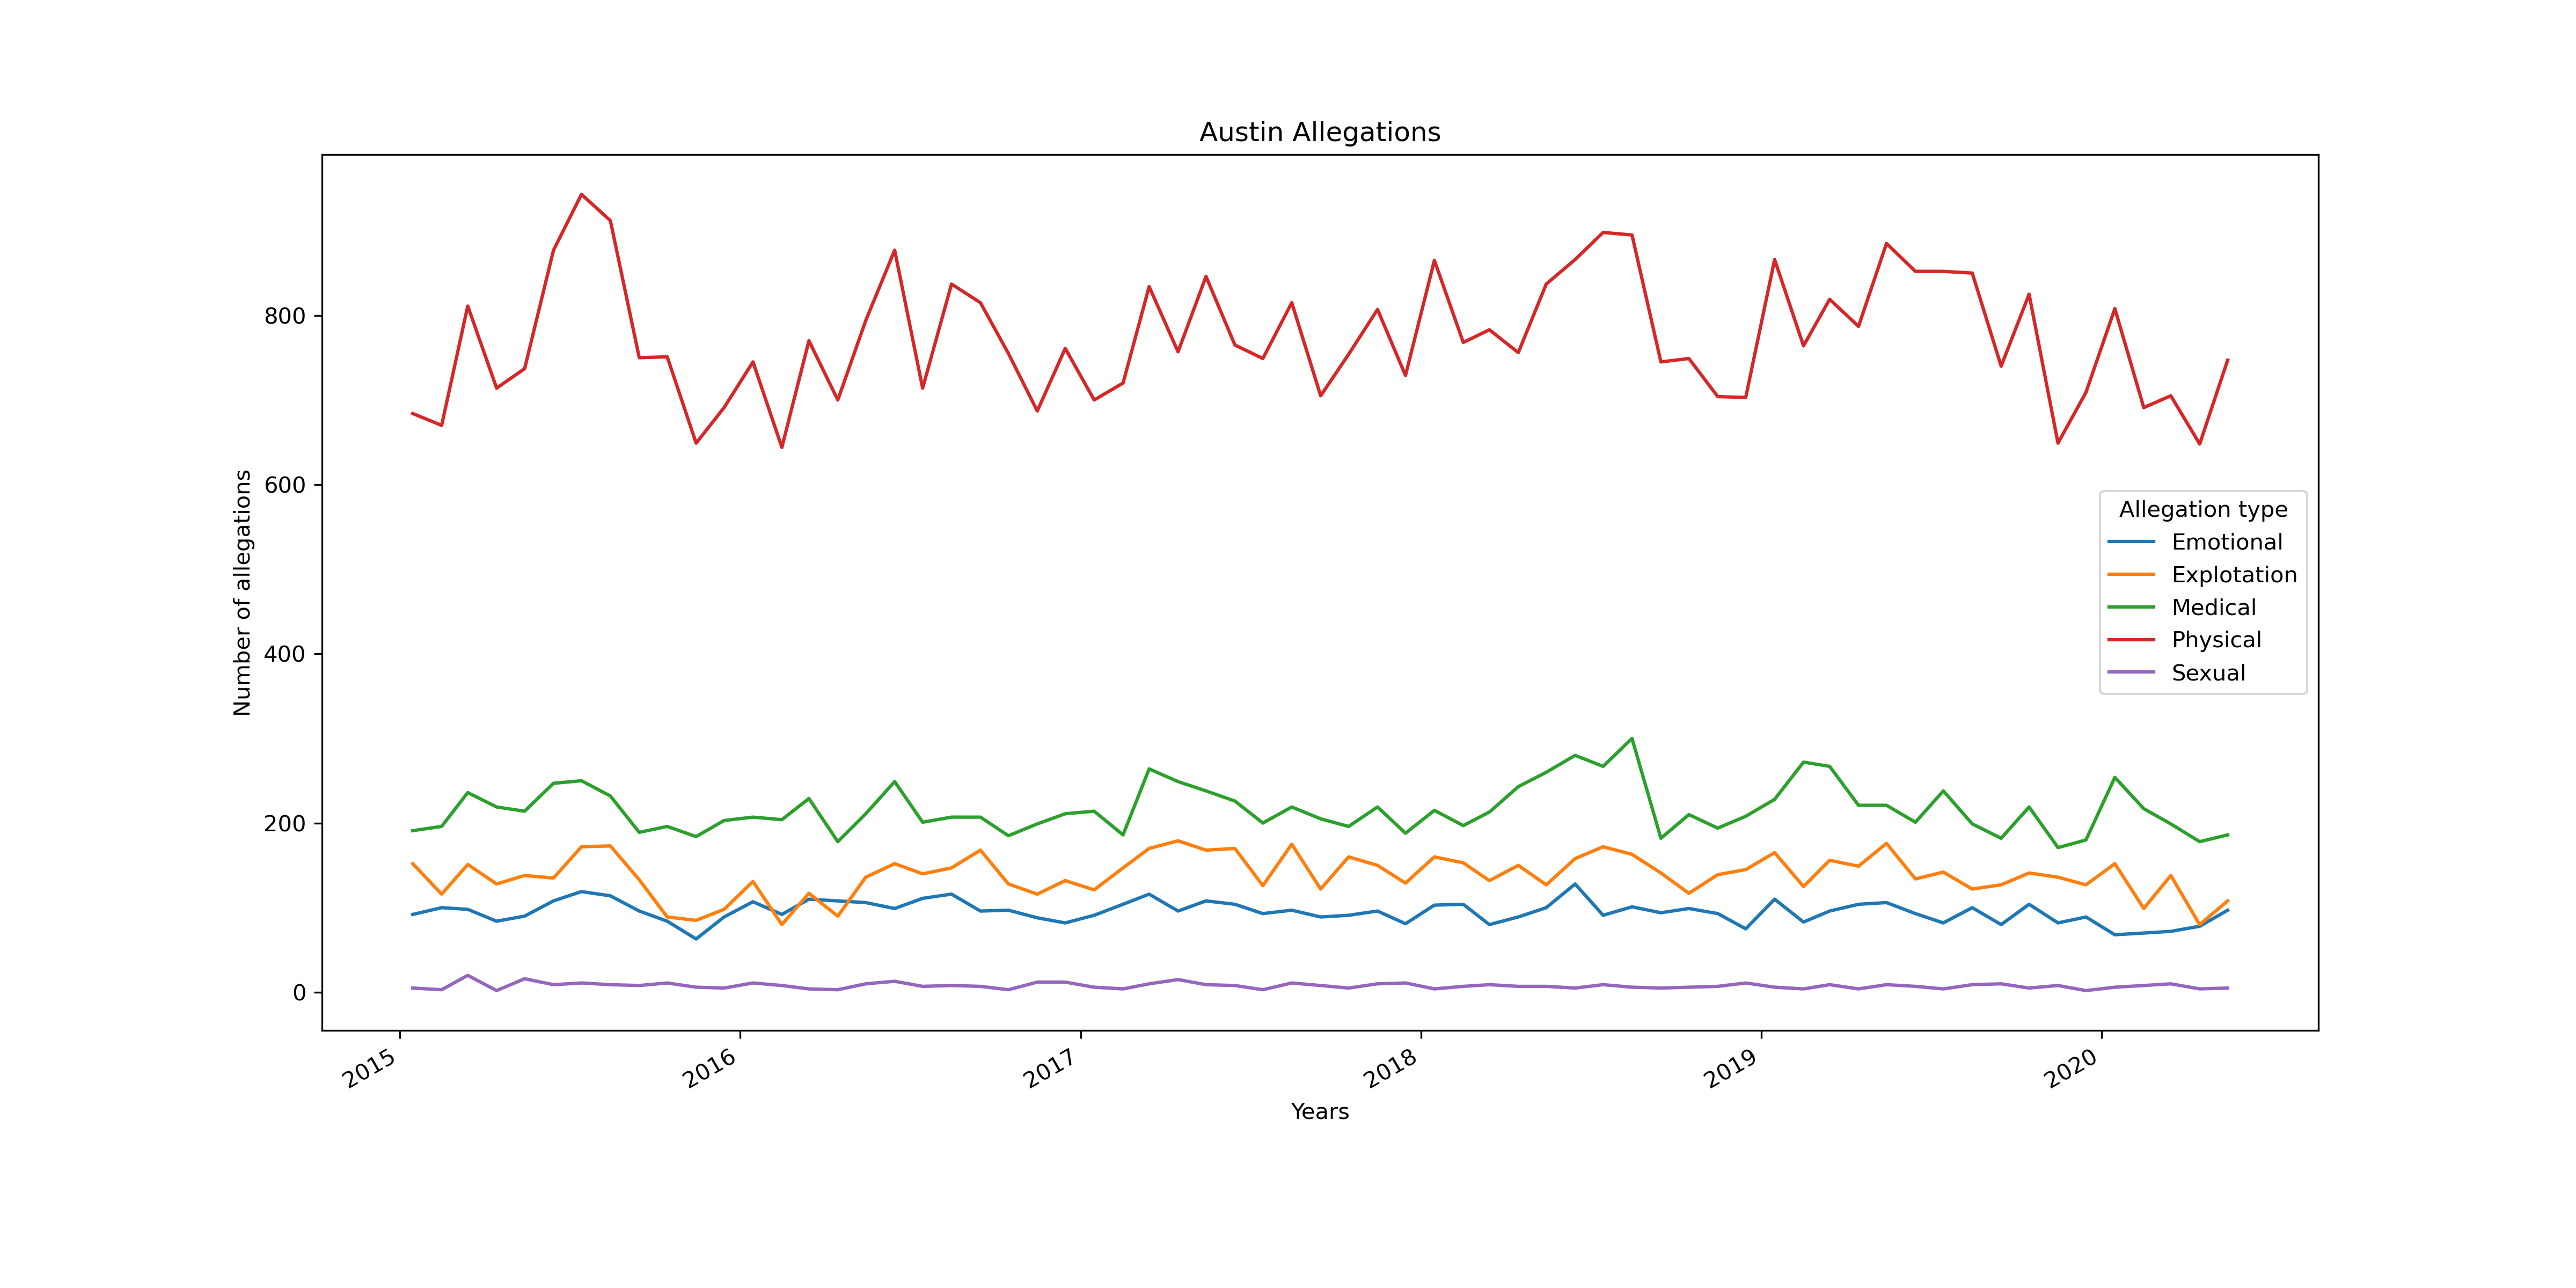 Austin Allegations
Number of allegations
800
600
400
200
0
Allegation type
Emotional
Explotation
Medical
Physical
Sexual
2015
2016
2017
2018
2019
2020
Years